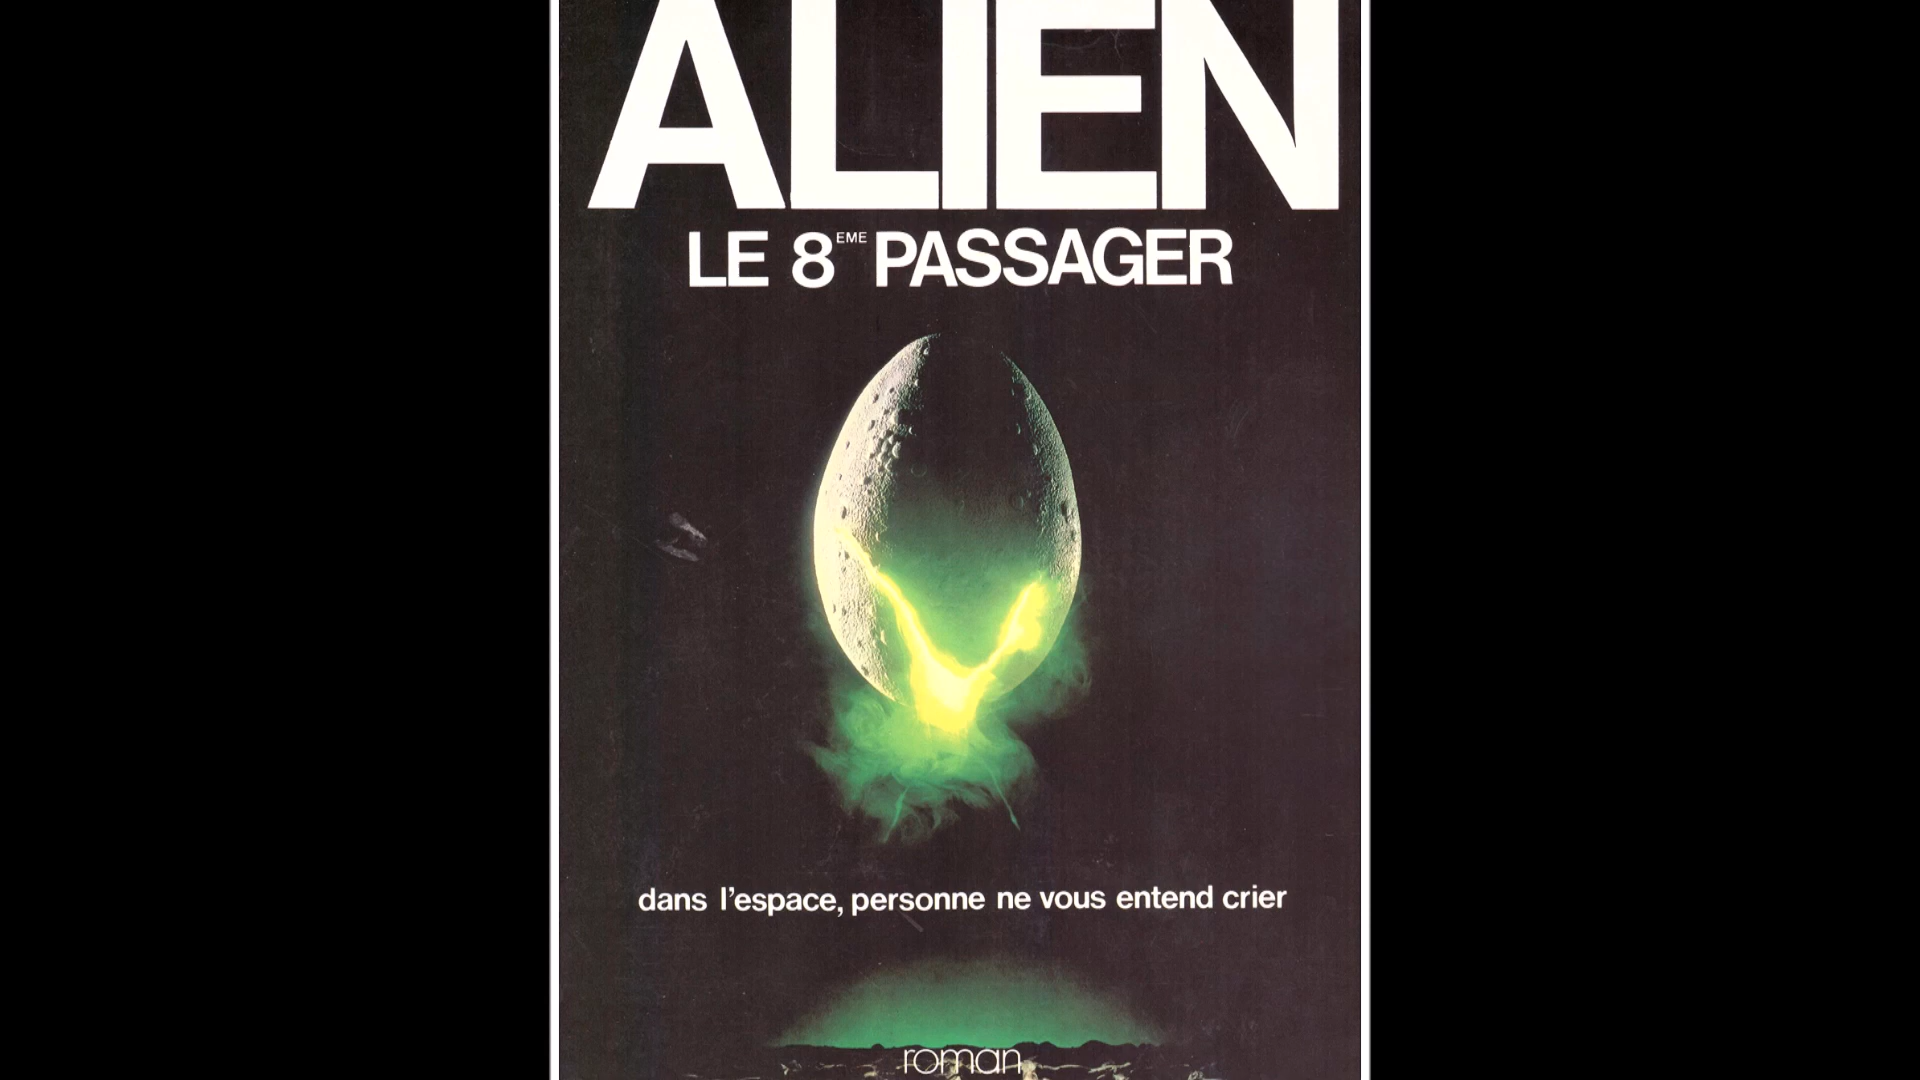 ALIEN
LE 8EME PASSAGER
dans l'espace, personne ne vous entend crier
roman